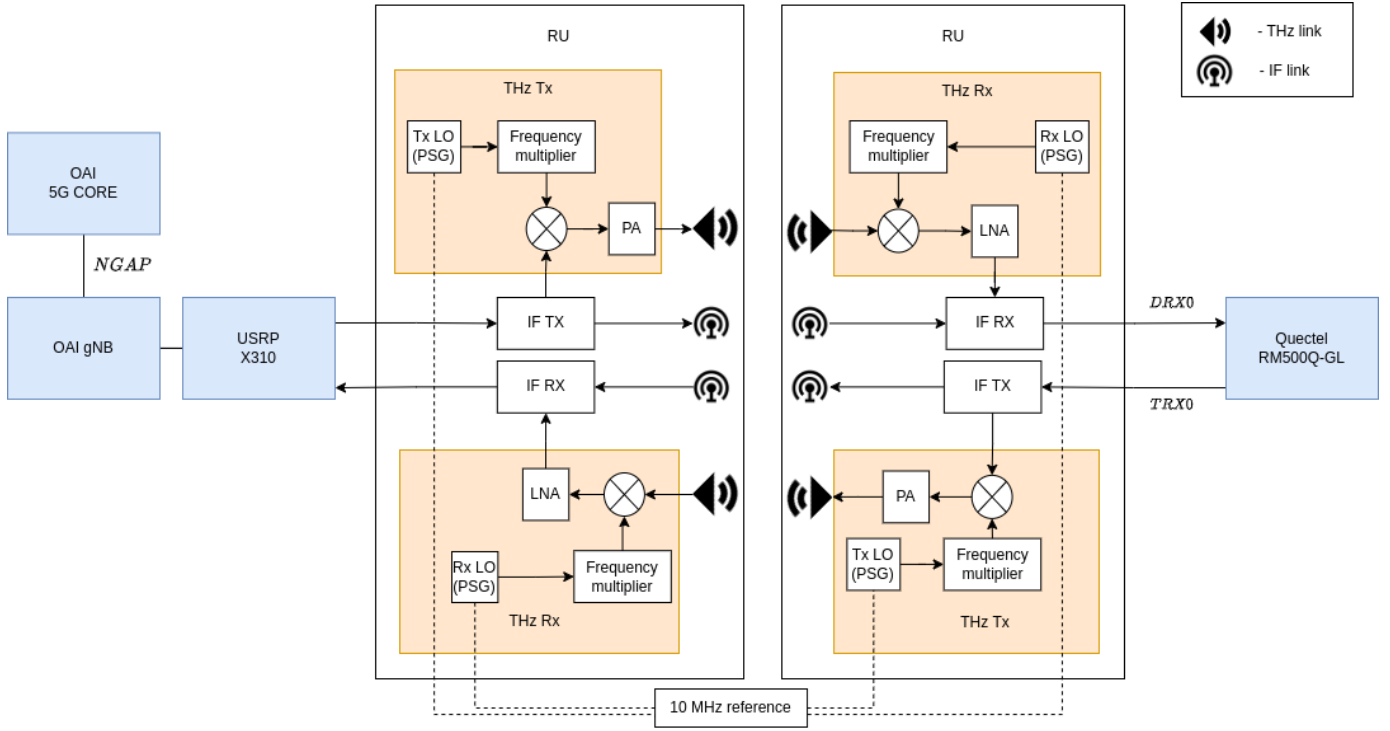 RU
RU
- THz link
- IF link
THz Tx
Tx LO
(PSG)
Frequency
multiplier
PA
THz Rx
Frequency
multiplier
Rx LO
(PSG)
LNA
OAI
5G CORE
NGAP
OAI gNB
USRP
X310
IF TX
IF RX
IF RX
IF TX
DRX0
TRX0
Quectel
RM500Q-GL
LNA
Rx LO
(PSG)
Frequency
multiplier
THz Rx
PA
Tx LO
(PSG)
Frequency
multiplier
THz Tx
10 MHz reference